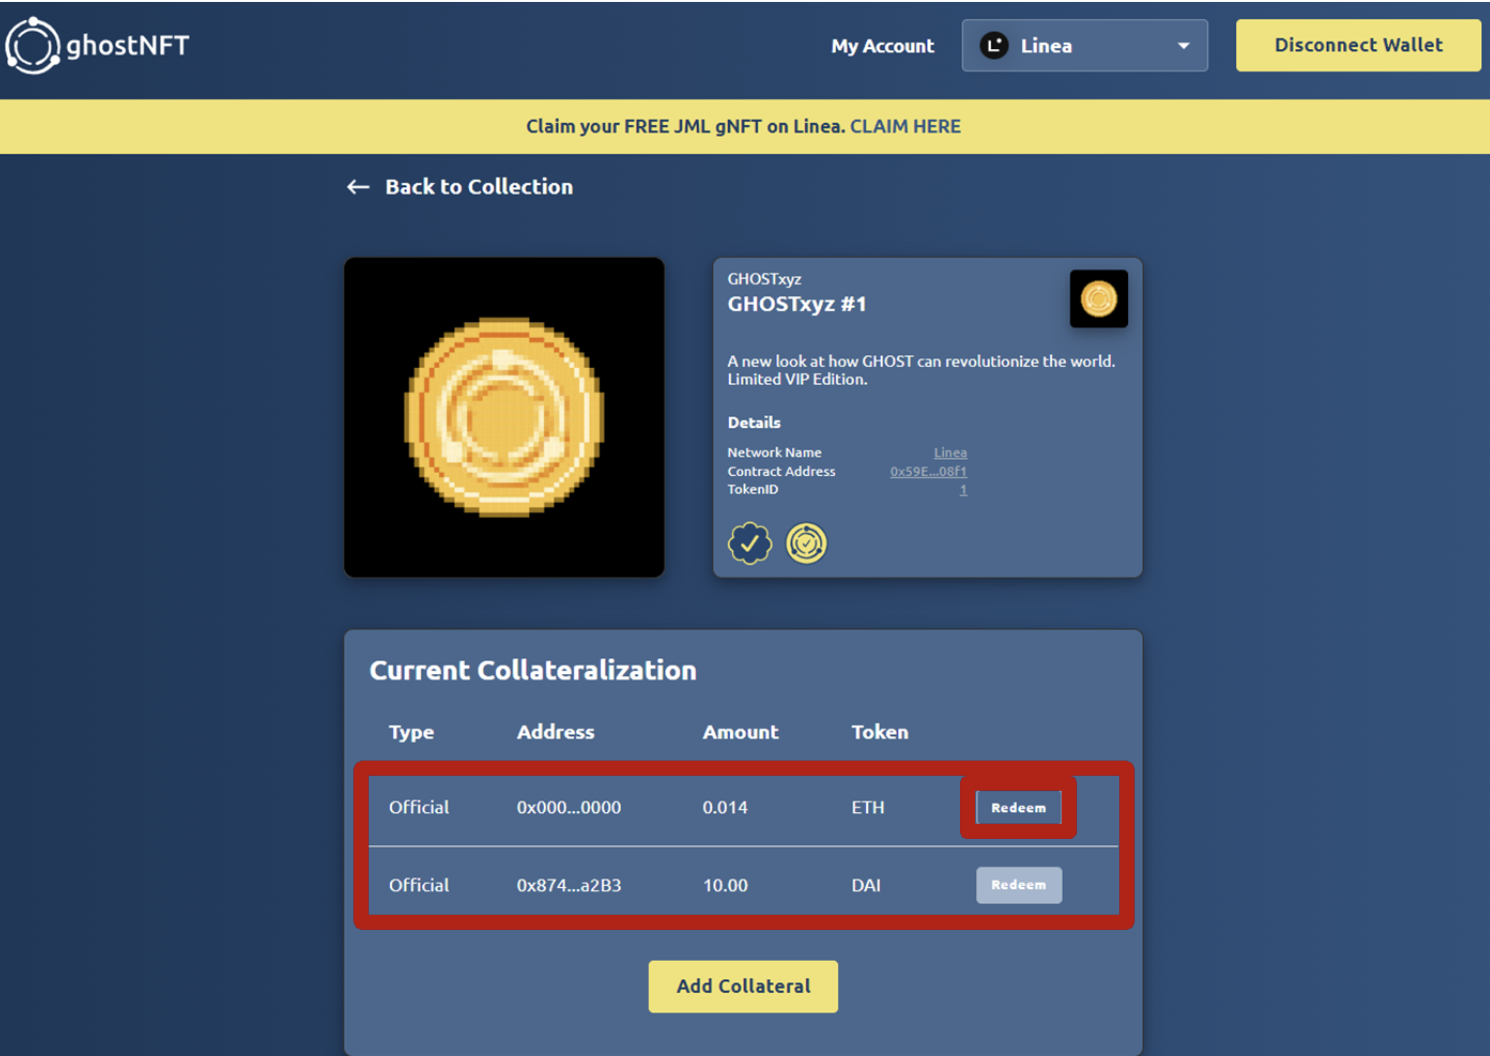 ghostNFT
My Account
Linea
Disconnect Wallet
Claim your FREE JML gNFT on Linea. CLAIM HERE
← Back to Collection
GHOSTxyz
GHOSTxyz #1
A new look at how GHOST can revolutionize the world.
Limited VIP Edition.
Details
Network Name Linea
Contract Address 0x59E...08f1
TokenID 1
Current Collateralization
Type Address Amount Token
Official 0x000...0000 0.014 ETH Redeem
Official 0x874...a2B3 10.00 DAI Redeem
Add Collateral